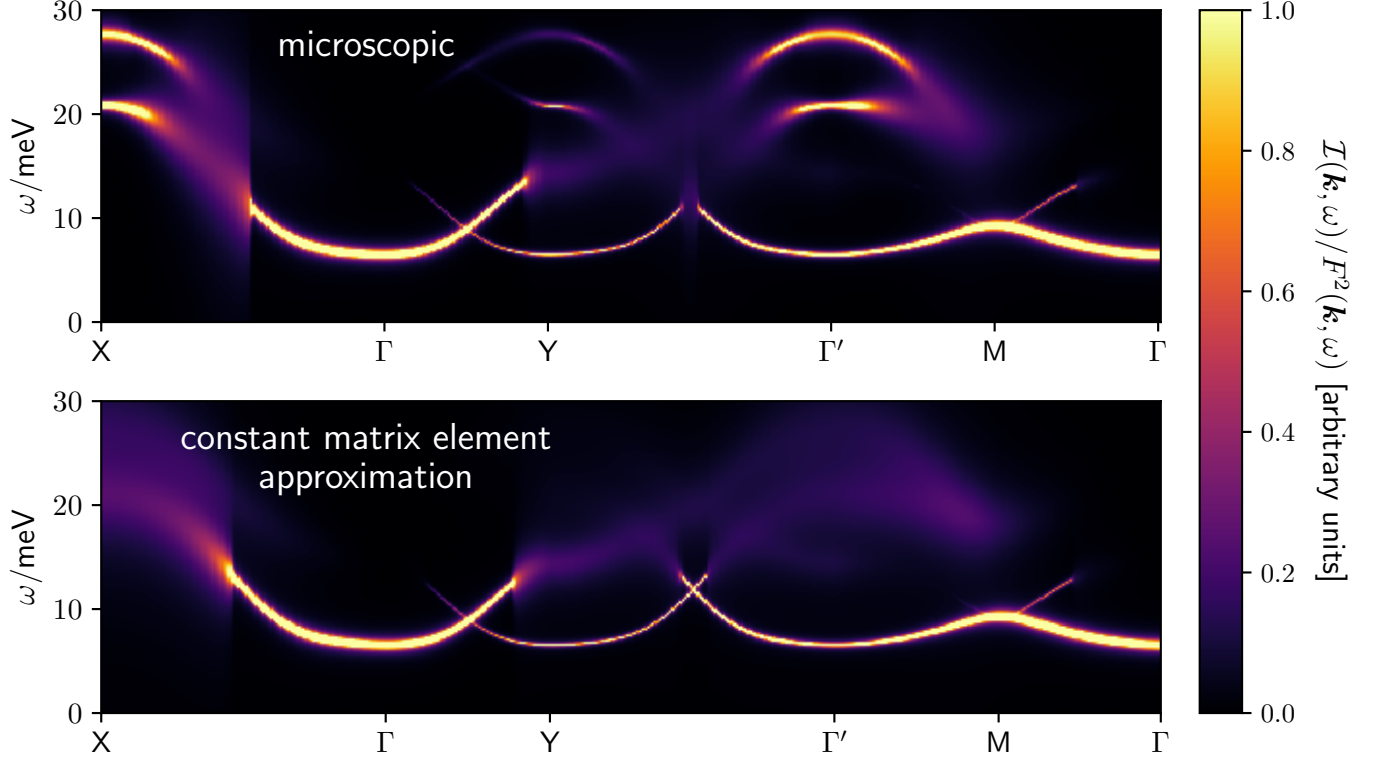 30
20
10
0
ω/meV
microscopic
X Γ Y Γ′ M Γ
30
20
10
0
ω/meV
constant matrix element
approximation
X Γ Y Γ′ M Γ
1.0
0.8
0.6
0.4
0.2
0.0
ℐ(𝒌, ω)/F²(𝒌, ω) [arbitrary units]